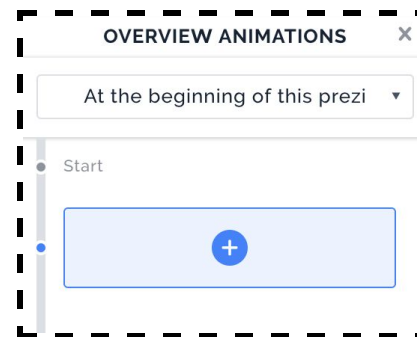 OVERVIEW ANIMATIONS
At the beginning of this prezi
Start